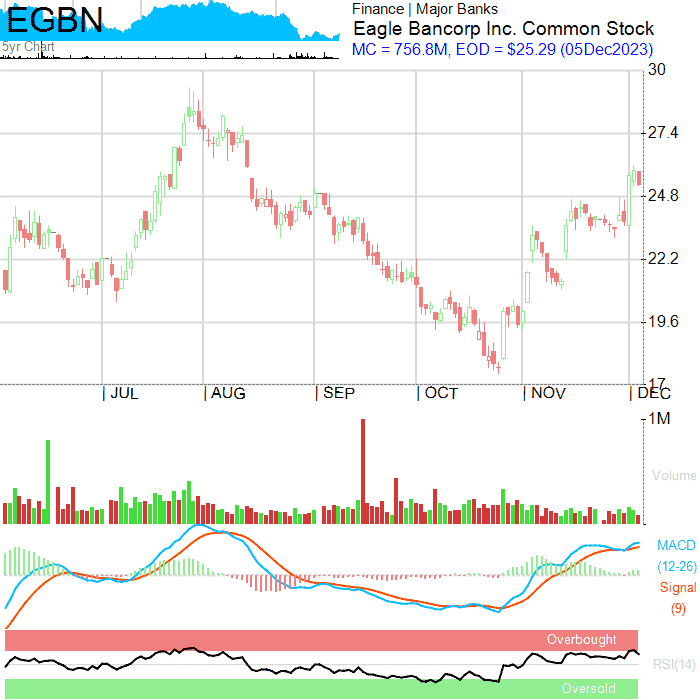 EGBN
5yr Chart
Finance | Major Banks
Eagle Bancorp Inc. Common Stock
MC = 756.8M, EOD = $25.29 (05Dec2023)
30
27.4
24.8
22.2
19.6
17
| JUL | AUG | SEP | OCT | NOV | DEC
1M
Volume
MACD
(12-26)
Signal
(9)
Overbought
RSI(14)
Oversold